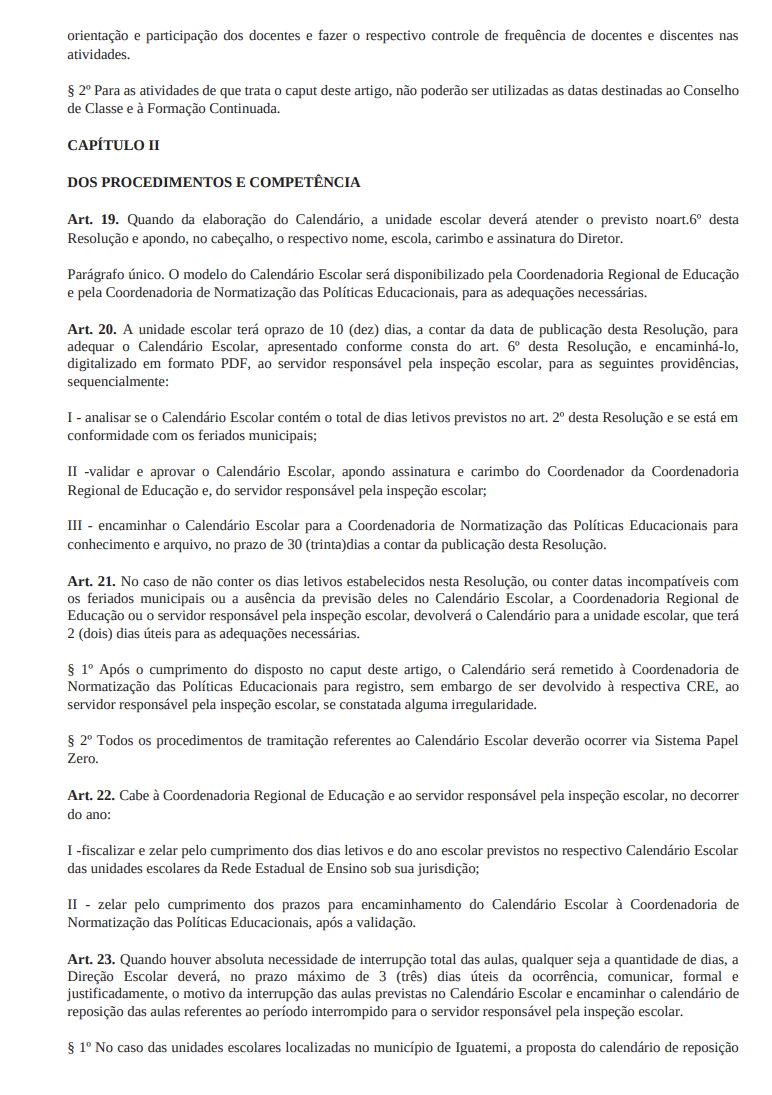 orientação e participação dos docentes e fazer o respectivo controle de frequência de docentes e discentes nas
atividades.
§ 2º Para as atividades de que trata o caput deste artigo, não poderão ser utilizadas as datas destinadas ao Conselho
de Classe e à Formação Continuada.
CAPÍTULO II
DOS PROCEDIMENTOS E COMPETÊNCIA
Art. 19. Quando da elaboração do Calendário, a unidade escolar deverá atender o previsto noart.6º desta
Resolução e apondo, no cabeçalho, o respectivo nome, escola, carimbo e assinatura do Diretor.
Parágrafo único. O modelo do Calendário Escolar será disponibilizado pela Coordenadoria Regional de Educação
e pela Coordenadoria de Normatização das Políticas Educacionais, para as adequações necessárias.
Art. 20. A unidade escolar terá oprazo de 10 (dez) dias, a contar da data de publicação desta Resolução, para
adequar o Calendário Escolar, apresentado conforme consta do art. 6º desta Resolução, e encaminhá-lo,
digitalizado em formato PDF, ao servidor responsável pela inspeção escolar, para as seguintes providências,
sequencialmente:
I - analisar se o Calendário Escolar contém o total de dias letivos previstos no art. 2º desta Resolução e se está em
conformidade com os feriados municipais;
II -validar e aprovar o Calendário Escolar, apondo assinatura e carimbo do Coordenador da Coordenadoria
Regional de Educação e, do servidor responsável pela inspeção escolar;
III - encaminhar o Calendário Escolar para a Coordenadoria de Normatização das Políticas Educacionais para
conhecimento e arquivo, no prazo de 30 (trinta)dias a contar da publicação desta Resolução.
Art. 21. No caso de não conter os dias letivos estabelecidos nesta Resolução, ou conter datas incompatíveis com
os feriados municipais ou a ausência da previsão deles no Calendário Escolar, a Coordenadoria Regional de
Educação ou o servidor responsável pela inspeção escolar, devolverá o Calendário para a unidade escolar, que terá
2 (dois) dias úteis para as adequações necessárias.
§ 1º Após o cumprimento do disposto no caput deste artigo, o Calendário será remetido à Coordenadoria de
Normatização das Políticas Educacionais para registro, sem embargo de ser devolvido à respectiva CRE, ao
servidor responsável pela inspeção escolar, se constatada alguma irregularidade.
§ 2º Todos os procedimentos de tramitação referentes ao Calendário Escolar deverão ocorrer via Sistema Papel
Zero.
Art. 22. Cabe à Coordenadoria Regional de Educação e ao servidor responsável pela inspeção escolar, no decorrer
do ano:
I -fiscalizar e zelar pelo cumprimento dos dias letivos e do ano escolar previstos no respectivo Calendário Escolar
das unidades escolares da Rede Estadual de Ensino sob sua jurisdição;
II - zelar pelo cumprimento dos prazos para encaminhamento do Calendário Escolar à Coordenadoria de
Normatização das Políticas Educacionais, após a validação.
Art. 23. Quando houver absoluta necessidade de interrupção total das aulas, qualquer seja a quantidade de dias, a
Direção Escolar deverá, no prazo máximo de 3 (três) dias úteis da ocorrência, comunicar, formal e
justificadamente, o motivo da interrupção das aulas previstas no Calendário Escolar e encaminhar o calendário de
reposição das aulas referentes ao período interrompido para o servidor responsável pela inspeção escolar.
§ 1º No caso das unidades escolares localizadas no município de Iguatemi, a proposta do calendário de reposição